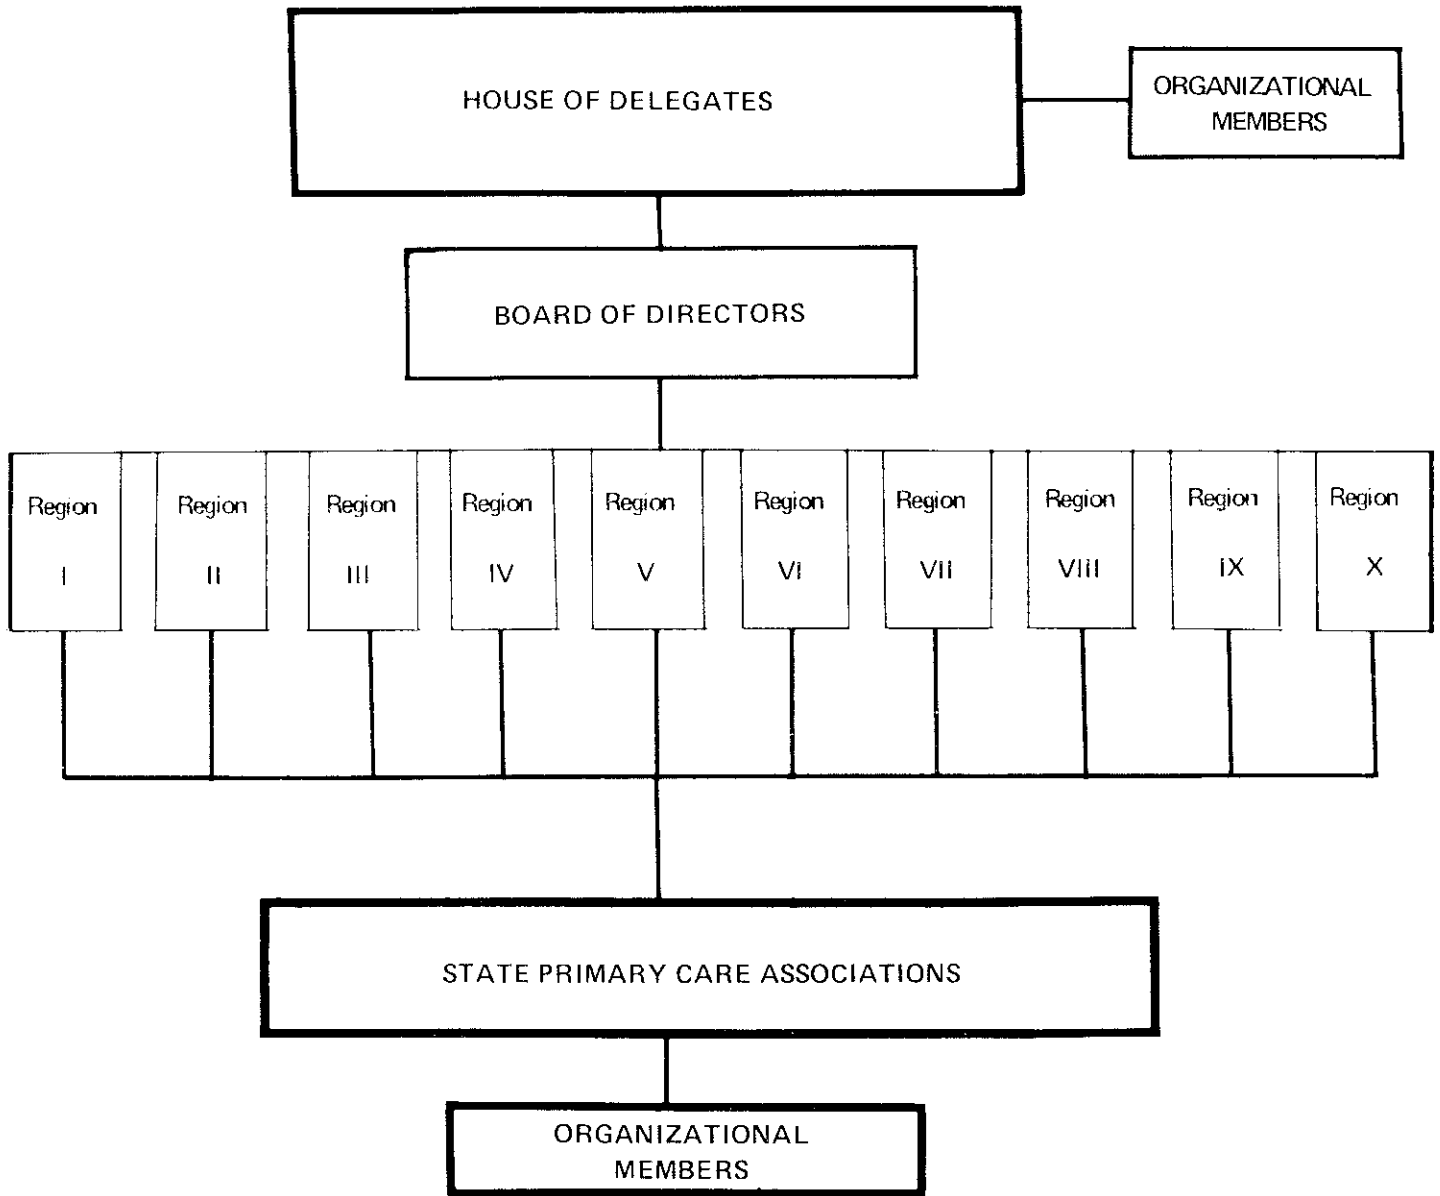 HOUSE OF DELEGATES
ORGANIZATIONAL
MEMBERS
BOARD OF DIRECTORS
Region
I
Region
II
Region
III
Region
IV
Region
V
Region
VI
Region
VII
Region
VIII
Region
IX
Region
X
STATE PRIMARY CARE ASSOCIATIONS
ORGANIZATIONAL
MEMBERS